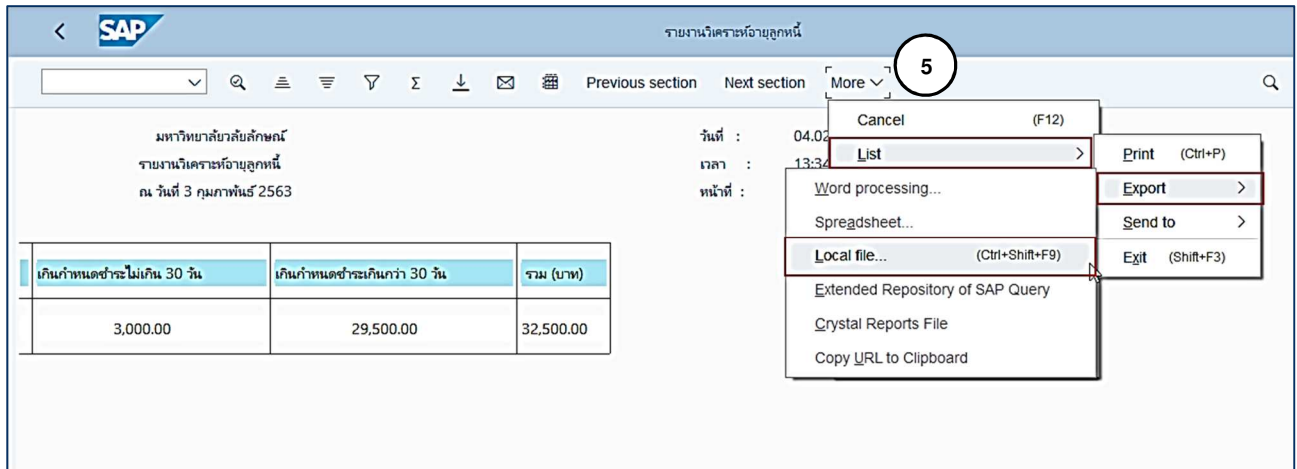 SAP
รายงานวิเคราะห์อายุลูกหนี้
Previous section Next section More
5
มหาวิทยาลัยวลัยลักษณ์
รายงานวิเคราะห์อายุลูกหนี้
ณ วันที่ 3 กุมภาพันธ์ 2563
วันที่ : 04.02
เวลา : 13:34
หน้าที่ :
Cancel (F12)
List
Print (Ctrl+P)
Export
Send to
Exit (Shift+F3)
Word processing...
Spreadsheet...
Local file... (Ctrl+Shift+F9)
Extended Repository of SAP Query
Crystal Reports File
Copy URL to Clipboard
เกินกำหนดชำระไม่เกิน 30 วัน เกินกำหนดชำระเกินกว่า 30 วัน รวม (บาท)
3,000.00 29,500.00 32,500.00